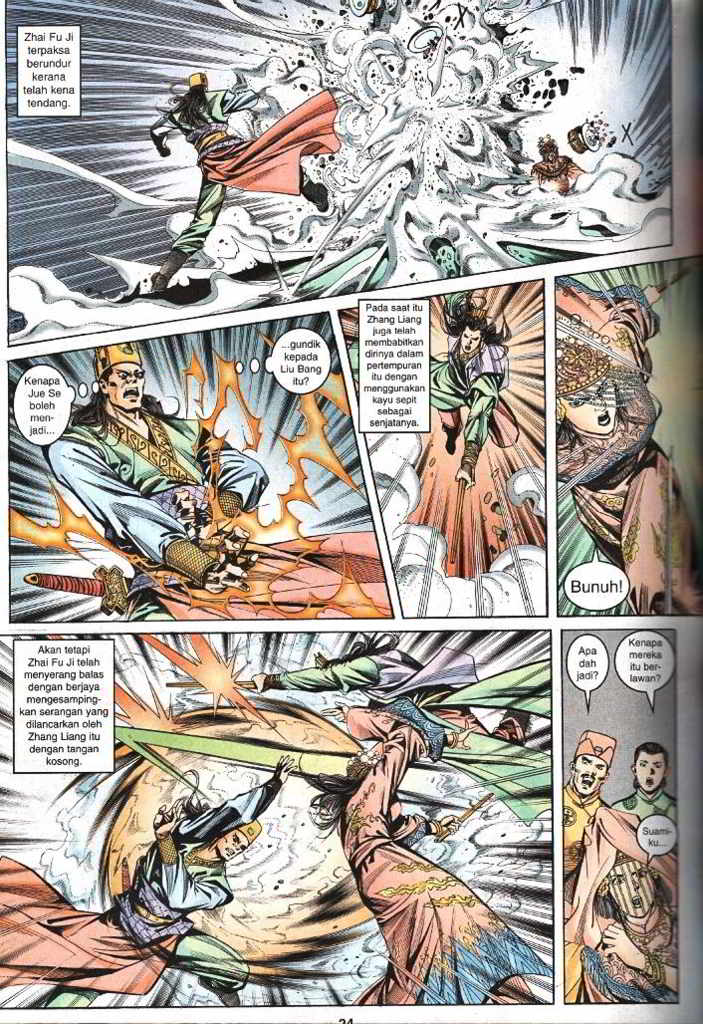 Zhai Fu Ji
terpaksa
berundur
kerana
telah kena
tendang.
Kenapa
Jue Se
boleh
men-
jadi...
...gundik
kepada
Liu Bang
itu?
Pada saat itu
Zhang Liang
juga telah
membabitkan
dirinya dalam
pertempuran
itu dengan
menggunakan
kayu sepit
sebagai
senjatanya.
Bunuh!
Akan tetapi
Zhai Fu Ji telah
menyerang balas
dengan berjaya
mengesamping-
kan serangan yang
dilancarkan oleh
Zhang Liang itu
dengan tangan
kosong.
Apa
dah
jadi?
Kenapa
mereka
itu ber-
lawan?
Suami-
ku...
24